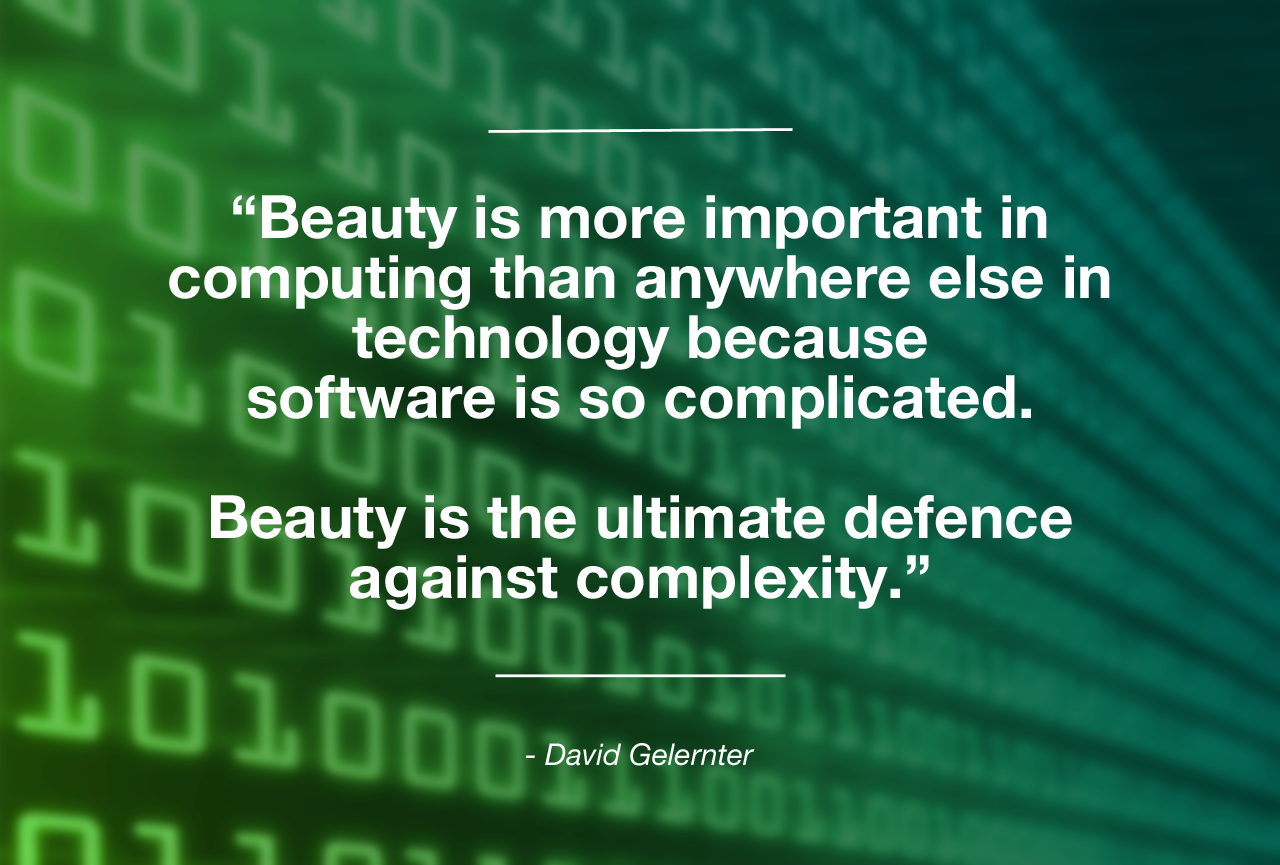 “Beauty is more important in
computing than anywhere else in
technology because
software is so complicated.
Beauty is the ultimate defence
against complexity.”
- David Gelernter